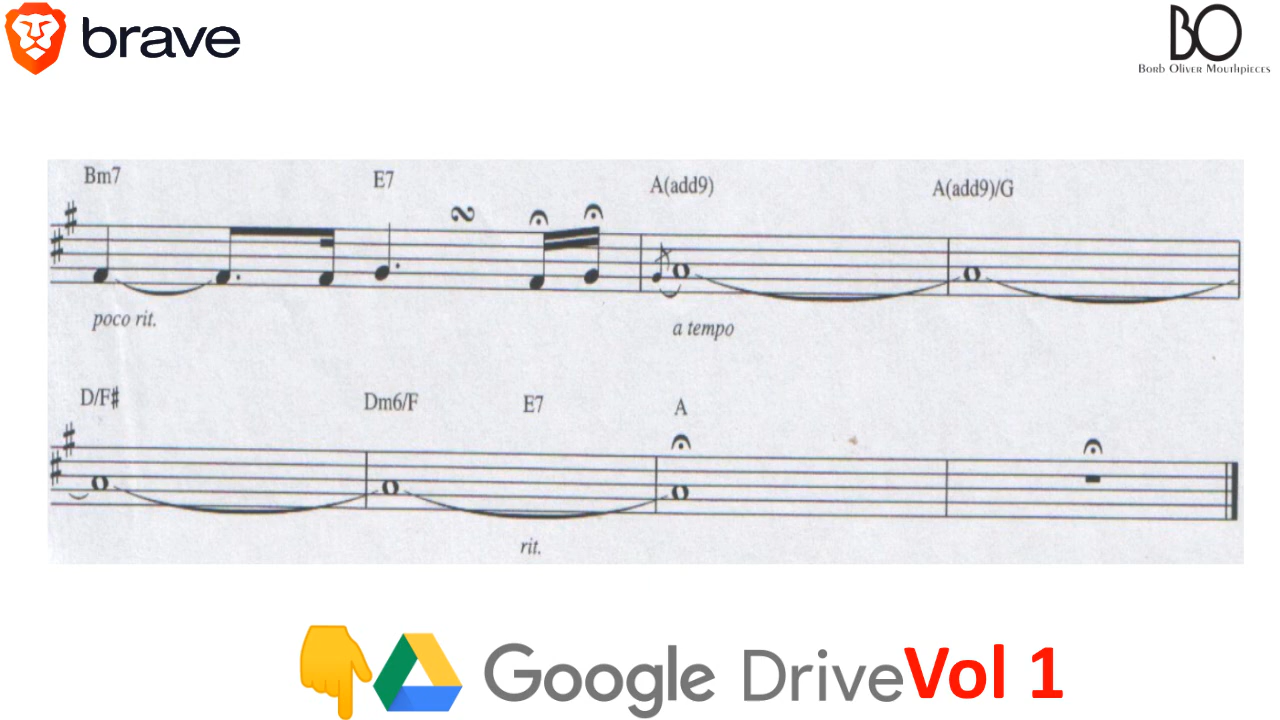 brave
BO
Borb Oliver Mouthpieces
Bm7 E7 A(add9) A(add9)/G
poco rit. a tempo
D/F# Dm6/F E7 A
rit.
Google Drive Vol 1